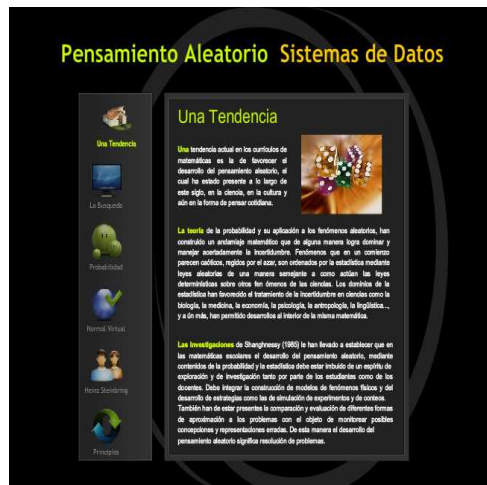 Pensamiento Aleatorio Sistemas de Datos
Una Tendencia
La Busqueda
Probabilidad
Normal Virtual
Heinz Steinbring
Principios
Una Tendencia
Una tendencia actual en los currículos de
matemáticas es la de favorecer el
desarrollo del pensamiento aleatorio, el
cual ha estado presente a lo largo de
este siglo, en la ciencia, en la cultura y
aún en la forma de pensar cotidiana.
La teoría de la probabilidad y su aplicación a los fenómenos aleatorios, han
construido un andamiaje matemático que de alguna manera logra dominar y
manejar acertadamente la incertidumbre. Fenómenos que en un comienzo
parecen caóticos, regidos por el azar, son ordenados por la estadística mediante
leyes aleatorias de una manera semejante a como actúan las leyes
determinísticas sobre otros fen ómenos de las ciencias. Los dominios de la
estadística han favorecido el tratamiento de la incertidumbre en ciencias como la
biología, la medicina, la economía, la psicología, la antropología, la lingüística...,
y a ún más, han permitido desarrollos al interior de la misma matemática.
Las Investigaciones de Shanghnessy (1985) le han llevado a establecer que en
las matemáticas escolares el desarrollo del pensamiento aleatorio, mediante
contenidos de la probabilidad y la estadística debe estar imbuido de un espíritu de
exploración y de investigación tanto por parte de los estudiantes como de los
docentes. Debe integrar la construcción de modelos de fenómenos físicos y del
desarrollo de estrategias como las de simulación de experimentos y de conteos.
También han de estar presentes la comparación y evaluación de diferentes formas
de aproximación a los problemas con el objeto de monitorear posibles
concepciones y representaciones erradas. De esta manera el desarrollo del
pensamiento aleatorio significa resolución de problemas.